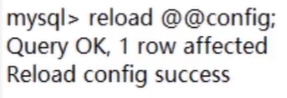 mysql> reload @@config;
Query OK, 1 row affected
Reload config success